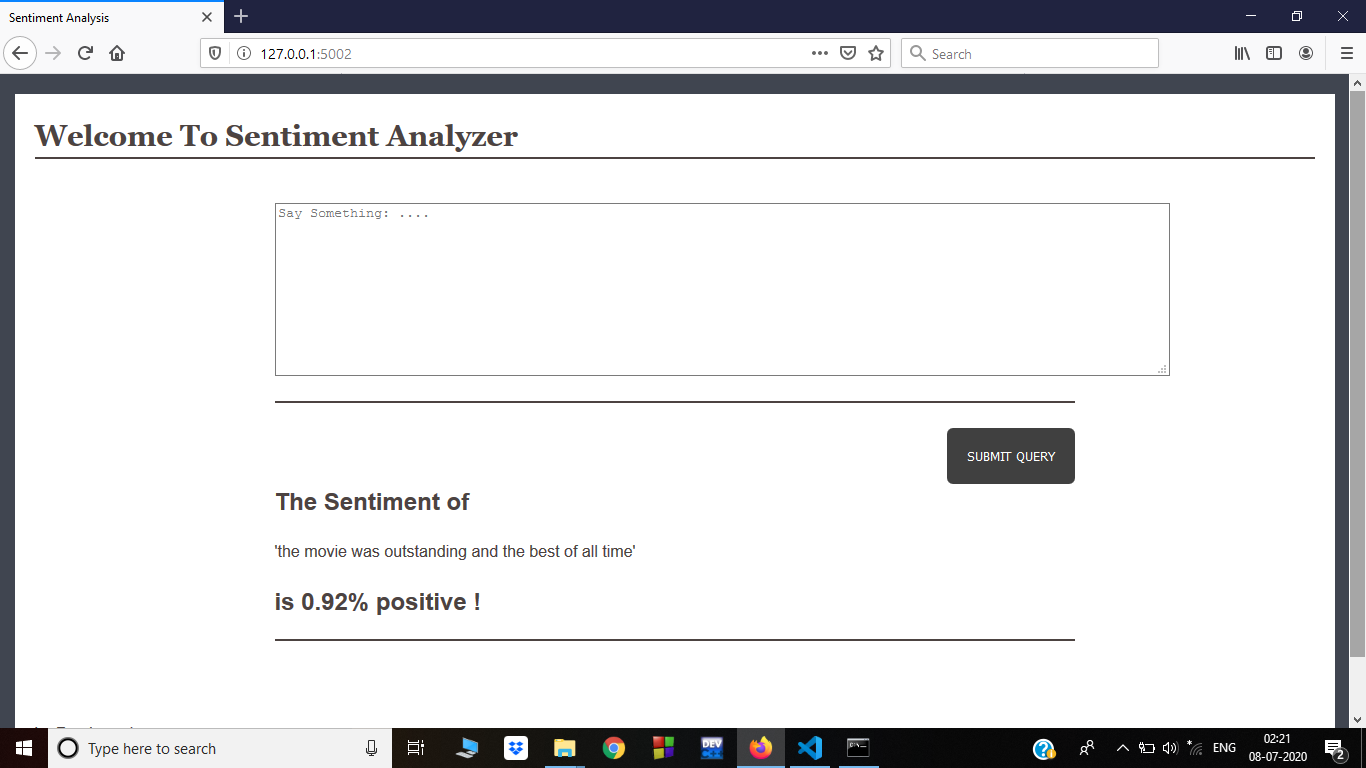 Sentiment Analysis
127.0.0.1:5002
Search
Welcome To Sentiment Analyzer
Say Something: ....
SUBMIT QUERY
The Sentiment of
'the movie was outstanding and the best of all time'
is 0.92% positive !
Type here to search
DEV
ENG
02:21
08-07-2020
2